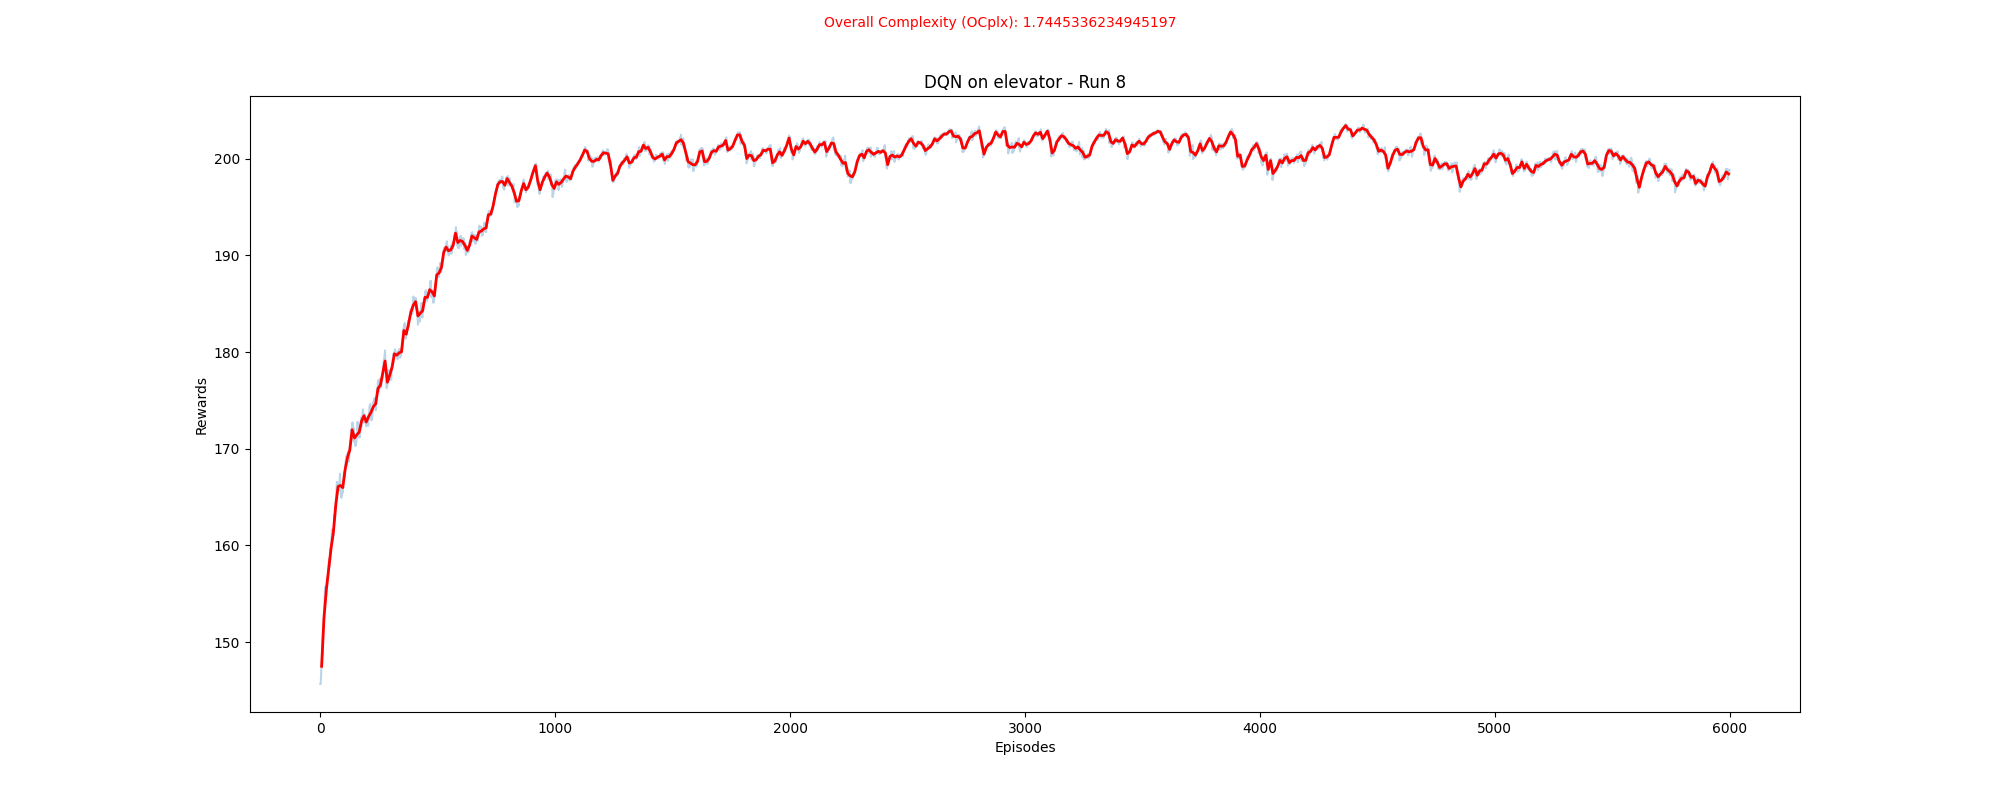 Overall Complexity (OCplx): 1.7445336234945197
DQN on elevator - Run 8
200
190
180
170
160
150
Rewards
0 1000 2000 3000 4000 5000 6000
Episodes